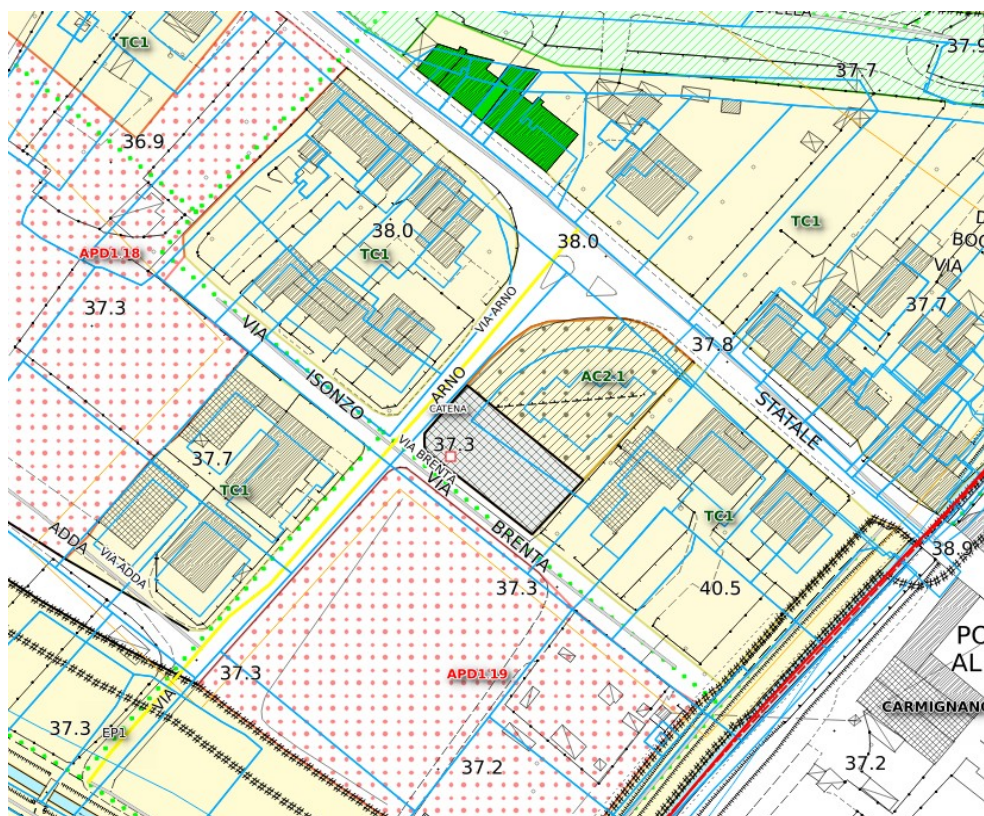 TC1
37.9
37.7
36.9
38.0
TC1
38.0
TC1
BOC
VIA
APD1.18
37.3
VIA ARNO
37.7
VIA
ISONZO
37.8
AC2.1
ARNO
CATENA
STATALE
37.3
VIA BRENTA
VIA
37.7
TC1
BRENTA
TC1
ADDA
VIA ADDA
38.9
37.3
40.5
PO
AL
37.3
APD1.19
VIA
CARMIGNANO
37.3
EP1
37.2
37.2